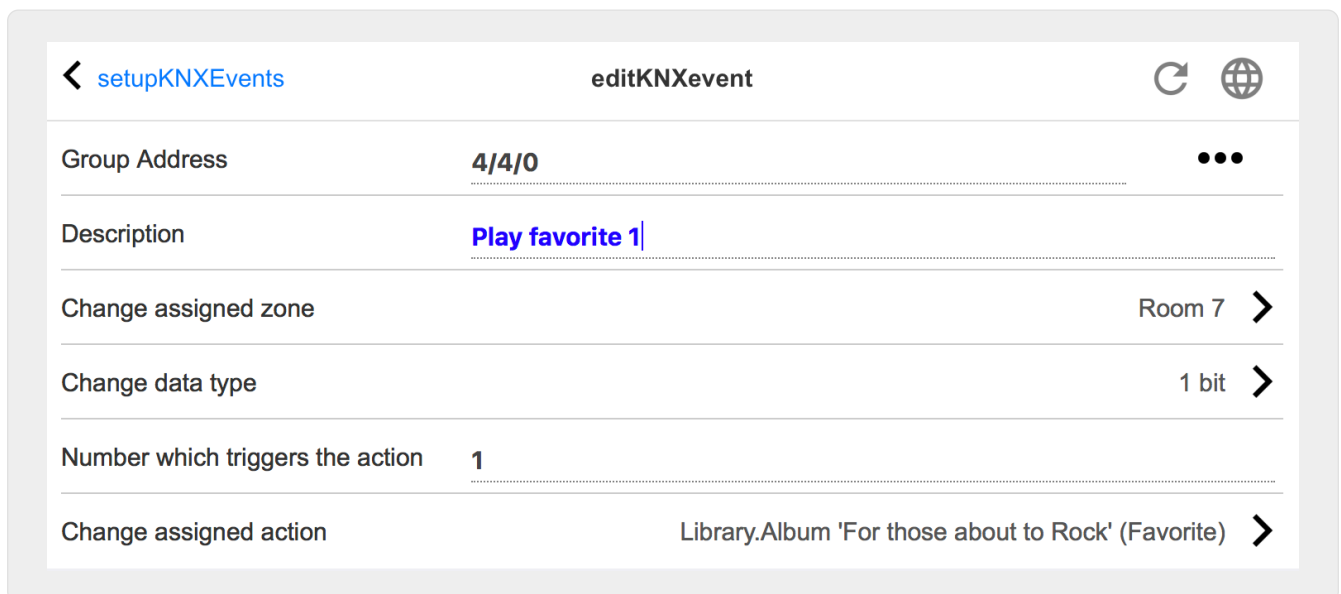 setupKNXEvents editKNXevent
Group Address 4/4/0
Description Play favorite 1
Change assigned zone Room 7
Change data type 1 bit
Number which triggers the action 1
Change assigned action Library.Album 'For those about to Rock' (Favorite)